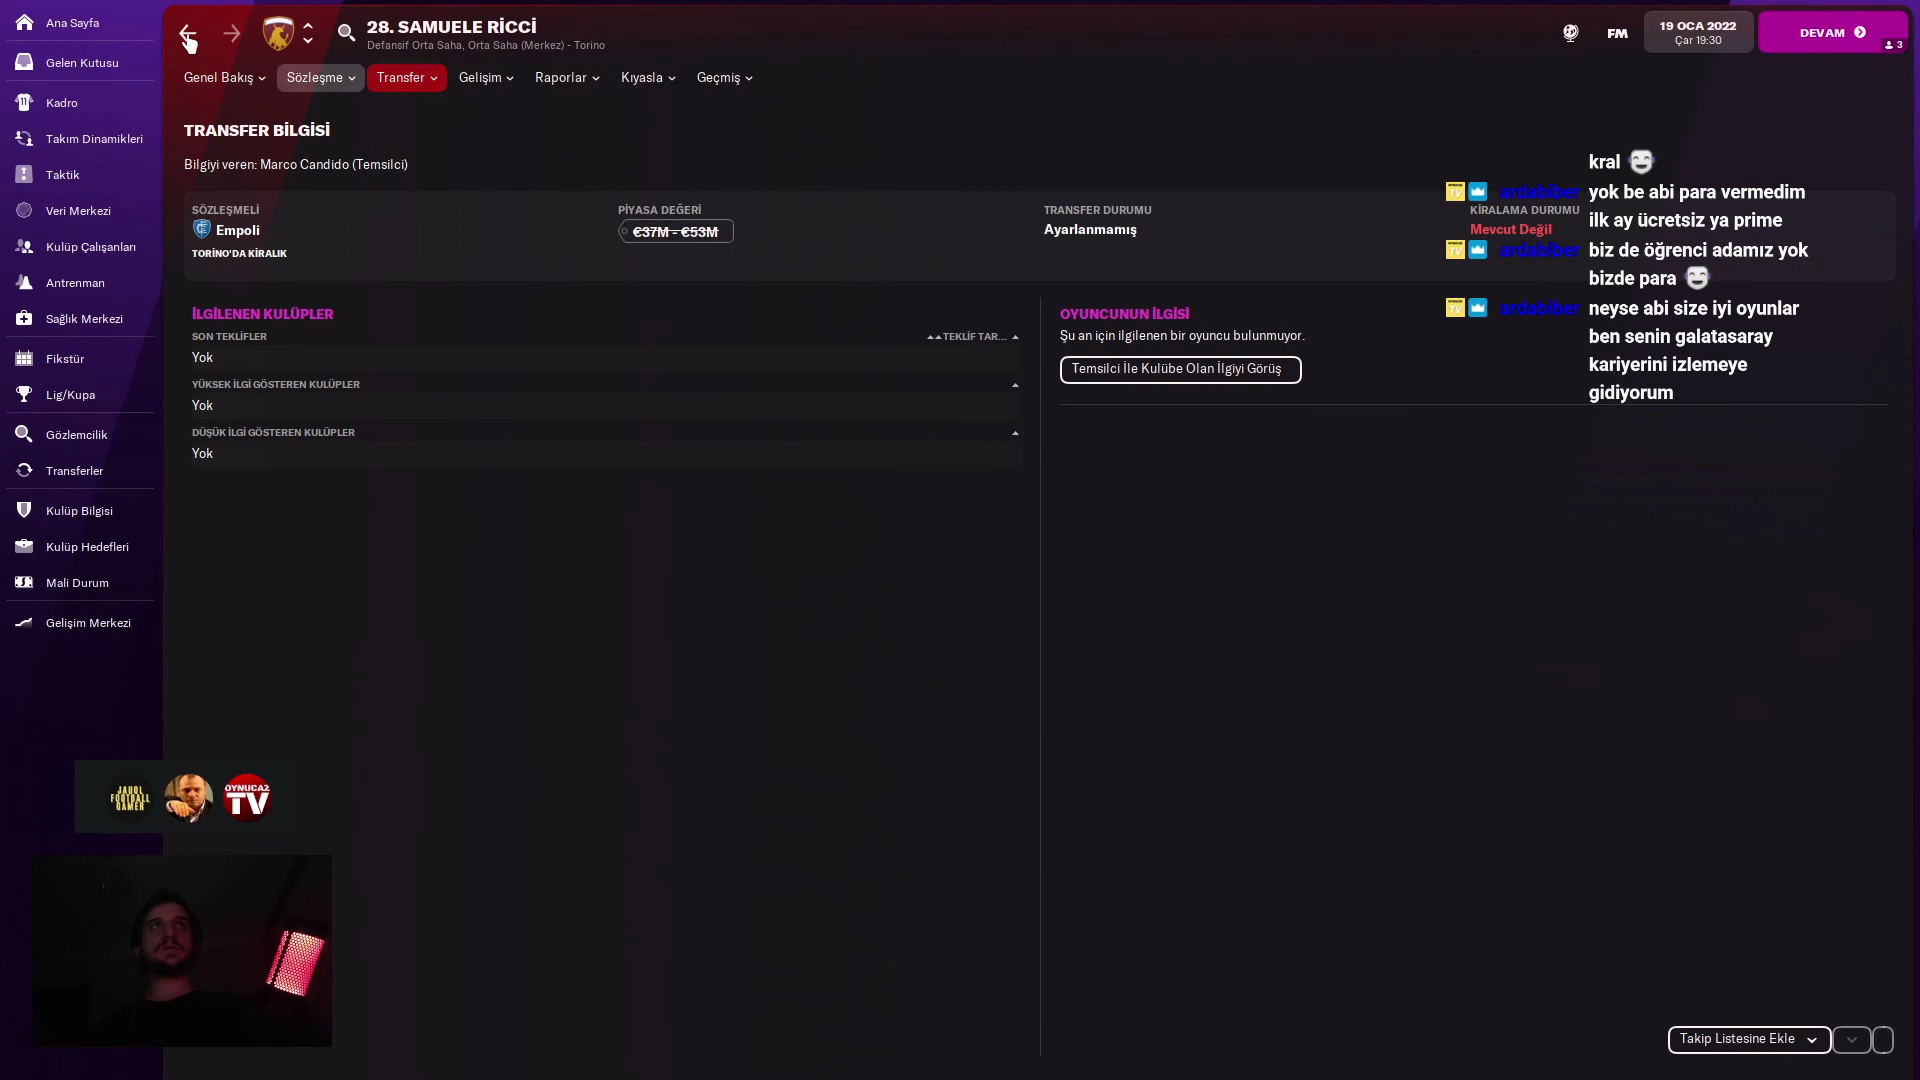 Ana Sayfa
Gelen Kutusu
Kadro
Takım Dinamikleri
Taktik
Veri Merkezi
Kulüp Çalışanları
Antrenman
Sağlık Merkezi
Fikstür
Lig/Kupa
Gözlemcilik
Transferler
Kulüp Bilgisi
Kulüp Hedefleri
Mali Durum
Gelişim Merkezi
28. SAMUELE RİCCİ
Defansif Orta Saha, Orta Saha (Merkez) - Torino
FM
19 OCA 2022
Çar 19:30
DEVAM
3
Genel Bakış
Sözleşme
Transfer
Gelişim
Raporlar
Kıyasla
Geçmiş
TRANSFER BİLGİSİ
Bilgiyi veren: Marco Candido (Temsilci)
SÖZLEŞMELİ
Empoli
TORİNO'DA KİRALIK
PİYASA DEĞERİ
€37M - €53M
TRANSFER DURUMU
Ayarlanmamış
KİRALAMA DURUMU
Mevcut Değil
İLGİLENEN KULÜPLER
SON TEKLİFLER
TEKLİF TAR...
Yok
YÜKSEK İLGİ GÖSTEREN KULÜPLER
Yok
DÜŞÜK İLGİ GÖSTEREN KULÜPLER
Yok
OYUNCUNUN İLGİSİ
Şu an için ilgilenen bir oyuncu bulunmuyor.
Temsilci İle Kulübe Olan İlgiyi Görüş
kral
ardabiber yok be abi para vermedim
ilk ay ücretsiz ya prime
ardabiber biz de öğrenci adamız yok
bizde para
ardabiber neyse abi size iyi oyunlar
ben senin galatasaray
kariyerini izlemeye
gidiyorum
JAUOL
FOOTBALL
GAMER
OYNUCA2
TV
Takip Listesine Ekle